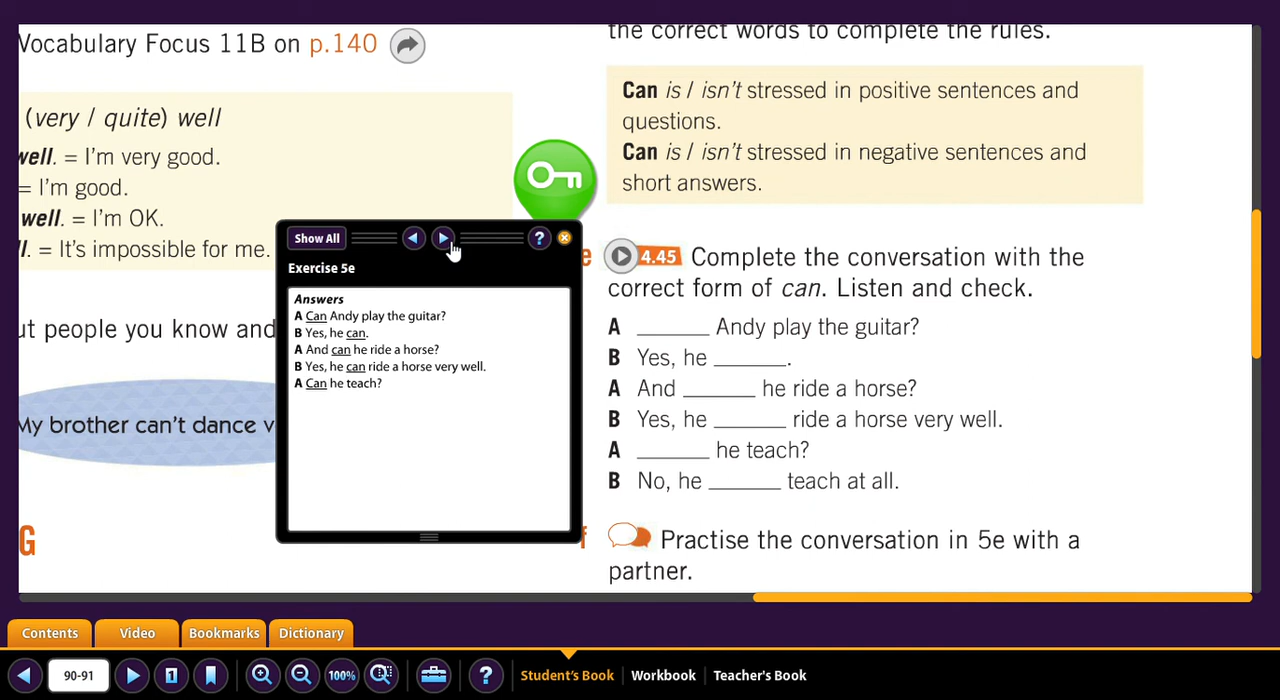 Vocabulary Focus 11B on p.140
(very / quite) well
well. = I'm very good.
= I'm good.
well. = I'm OK.
l. = It's impossible for me.
ut people you know and
My brother can't dance v
G
the correct words to complete the rules.
Can is / isn't stressed in positive sentences and
questions.
Can is / isn't stressed in negative sentences and
short answers.
Show All
?
Exercise 5e
Answers
A Can Andy play the guitar?
B Yes, he can.
A And can he ride a horse?
B Yes, he can ride a horse very well.
A Can he teach?
e 4.45 Complete the conversation with the
correct form of can. Listen and check.
A ______ Andy play the guitar?
B Yes, he ______.
A And ______ he ride a horse?
B Yes, he ______ ride a horse very well.
A ______ he teach?
B No, he ______ teach at all.
f Practise the conversation in 5e with a
partner.
Contents Video Bookmarks Dictionary
90-91 1 100% ? Student's Book Workbook Teacher's Book